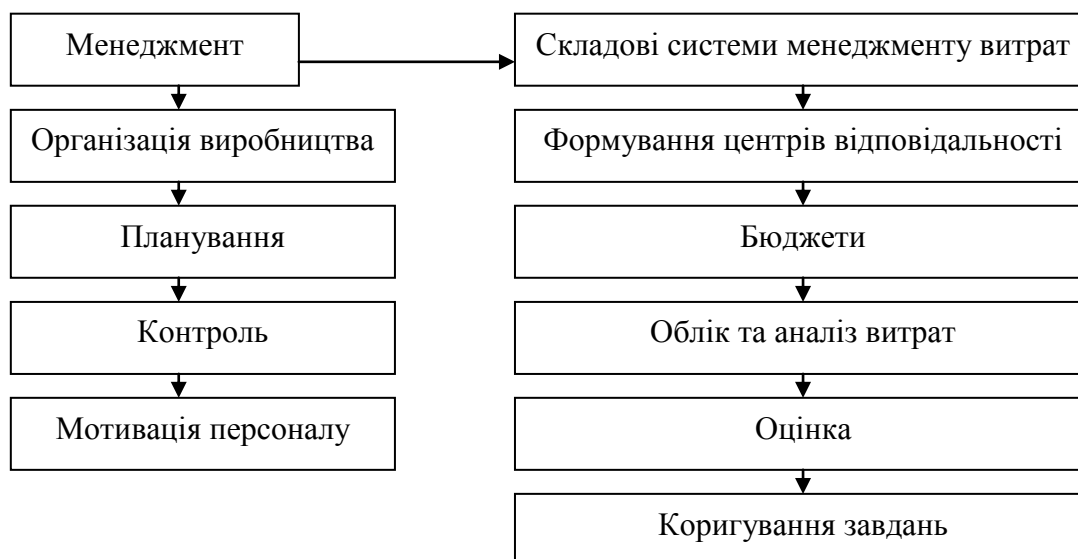 Менеджмент
Організація виробництва
Планування
Контроль
Мотивація персоналу
Складові системи менеджменту витрат
Формування центрів відповідальності
Бюджети
Облік та аналіз витрат
Оцінка
Коригування завдань